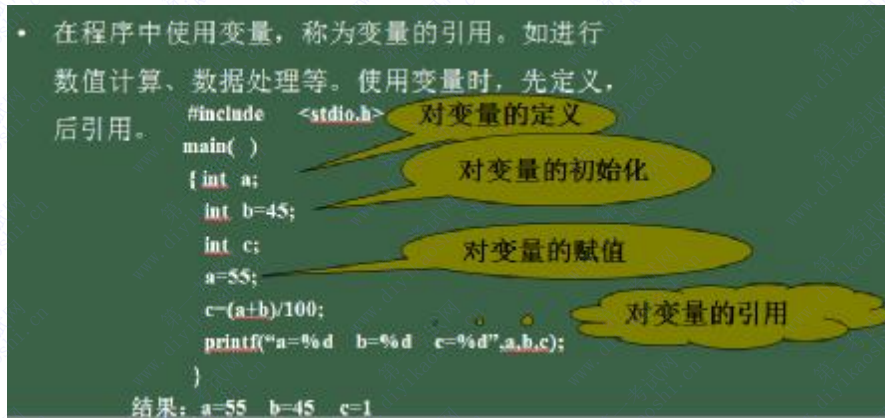 • 在程序中使用变量，称为变量的引用。如进行
数值计算、数据处理等。使用变量时，先定义，
后引用。
#include <stdio.h>
对变量的定义
main( )
对变量的初始化
{ int a;
int b=45;
int c;
对变量的赋值
a=55;
c=(a+b)/100;
对变量的引用
printf(“a=%d b=%d c=%d”,a,b,c);
}
结果：a=55 b=45 c=1